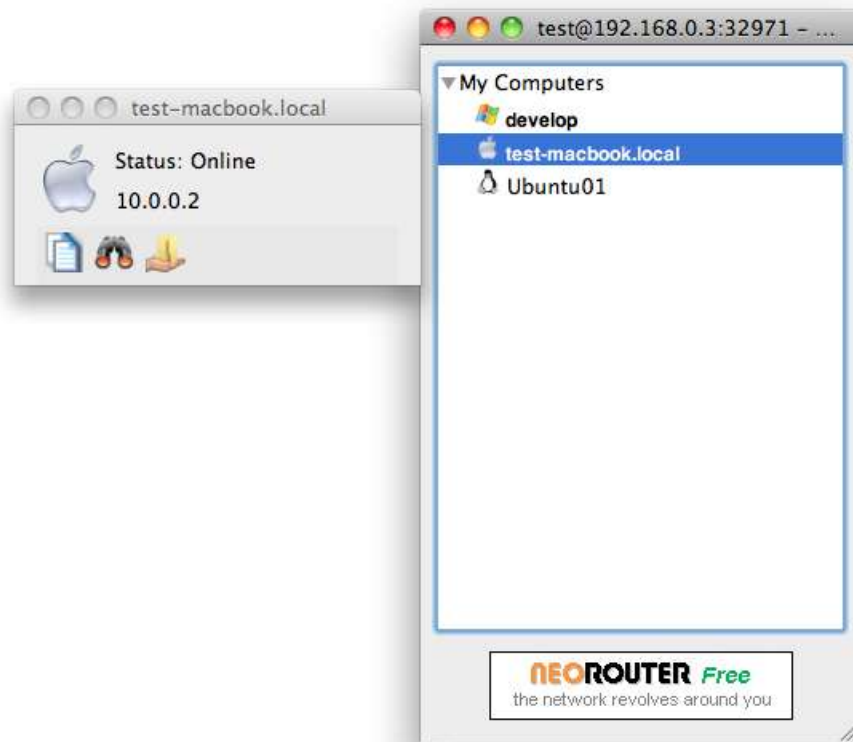 test@192.168.0.3:32971 – ...
My Computers
develop
test-macbook.local
Ubuntu01
test-macbook.local
Status: Online
10.0.0.2
NEOROUTER Free
the network revolves around you